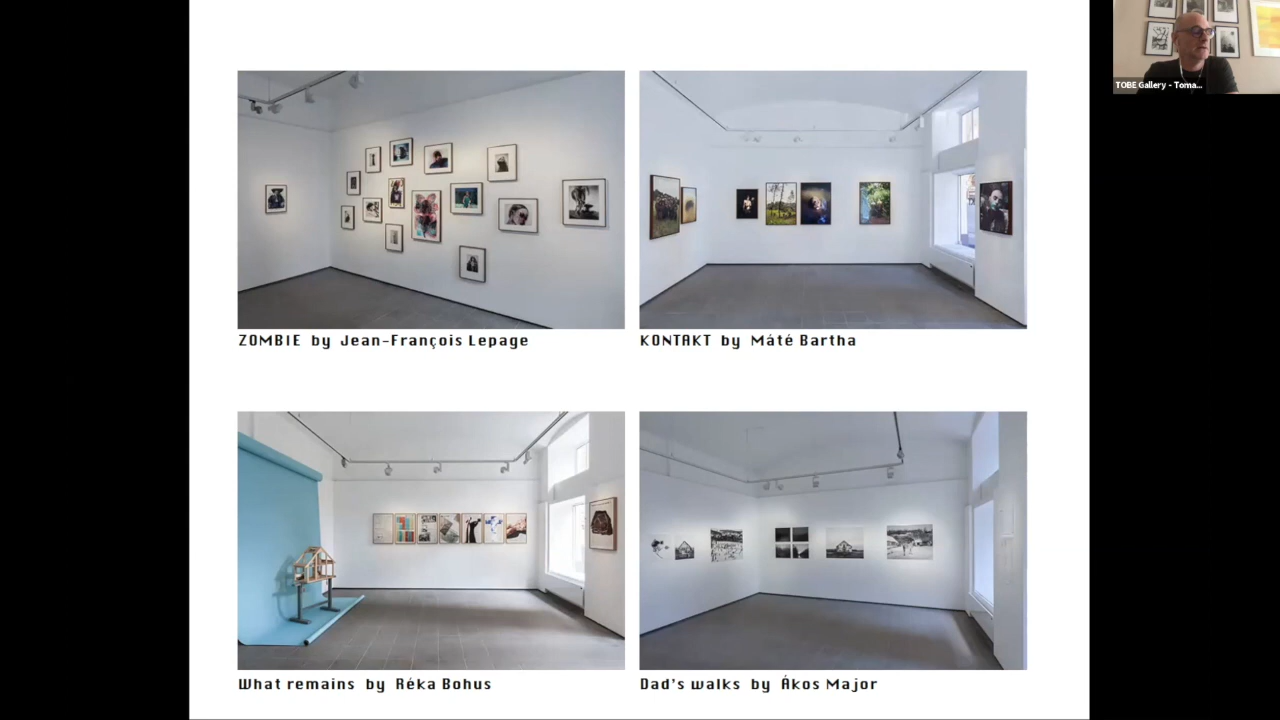 TOBE Gallery - Toma...
ZOMBIE by Jean-François Lepage
KONTAKT by Máté Bartha
What remains by Réka Bohus
Dad's walks by Ákos Major